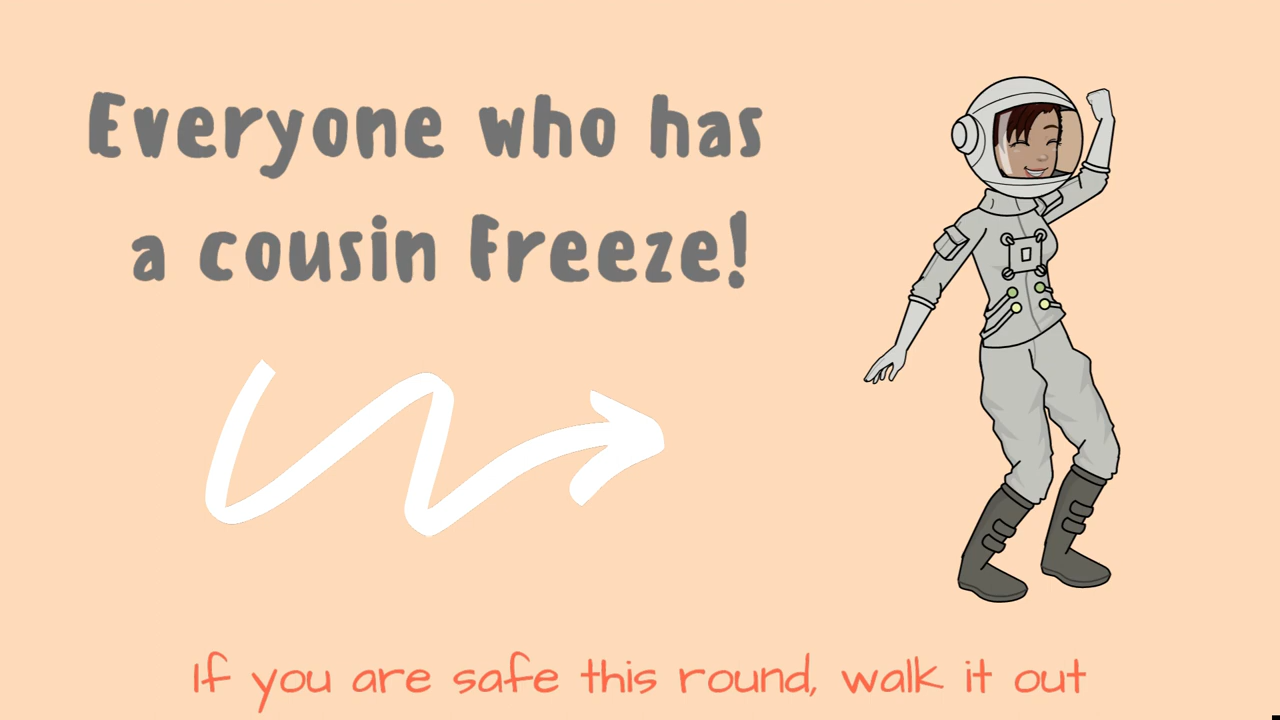 Everyone who has
a cousin Freeze!
If you are safe this round, walk it out